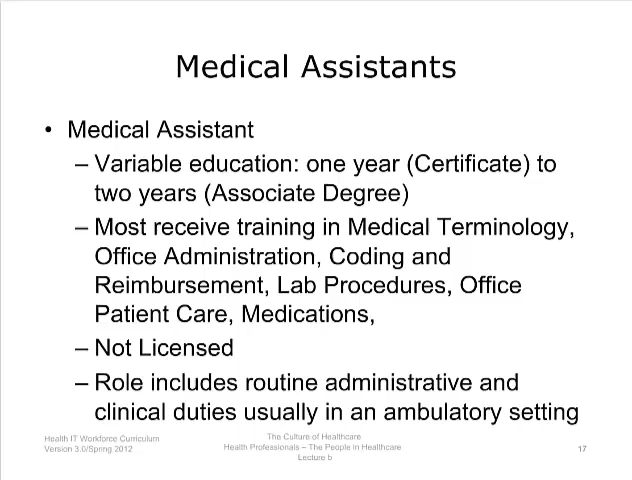 Medical Assistants
• Medical Assistant
– Variable education: one year (Certificate) to
two years (Associate Degree)
– Most receive training in Medical Terminology,
Office Administration, Coding and
Reimbursement, Lab Procedures, Office
Patient Care, Medications,
– Not Licensed
– Role includes routine administrative and
clinical duties usually in an ambulatory setting
Health IT Workforce Curriculum
Version 3.0/Spring 2012
The Culture of Healthcare
Health Professionals – The People in Healthcare
Lecture b
17